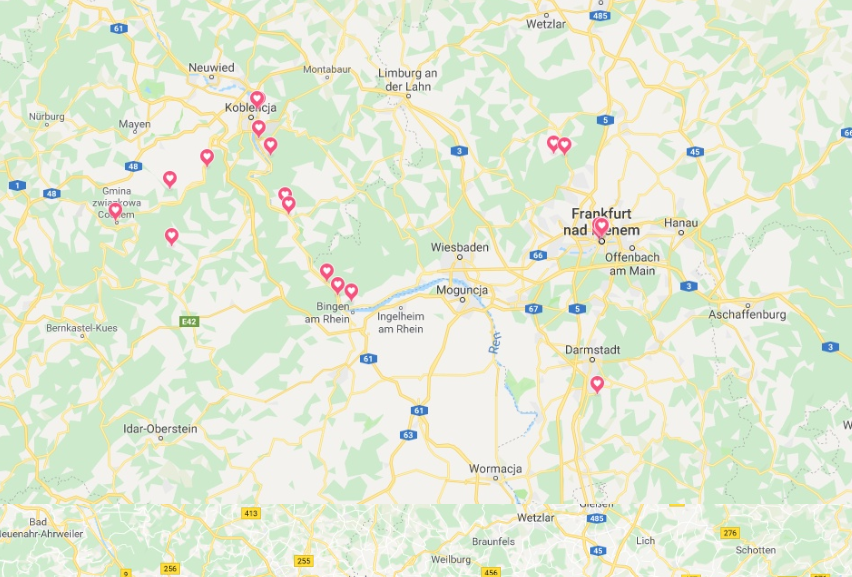 485
Wetzlar
61
Neuwied
Montabaur
Limburg an
der Lahn
Koblencja
Nürburg
Mayen
5
3
45
48
1
48
Gmina
związkowa
Frankfurt
nad Menem
Hanau
Wiesbaden
66
Offenbach
am Main
3
Moguncja
Bingen
am Rhein
Ingelheim
am Rhein
67
5
Aschaffenburg
E42
Bernkastel-Kues
Ren
Darmstadt
3
61
61
63
Idar-Oberstein
Wormacja
413
Bad
Neuenahr-Ahrweiler
Wetzlar
485
276
Braunfels
Lich
45
Schotten
255
Weilburg
256
9
456